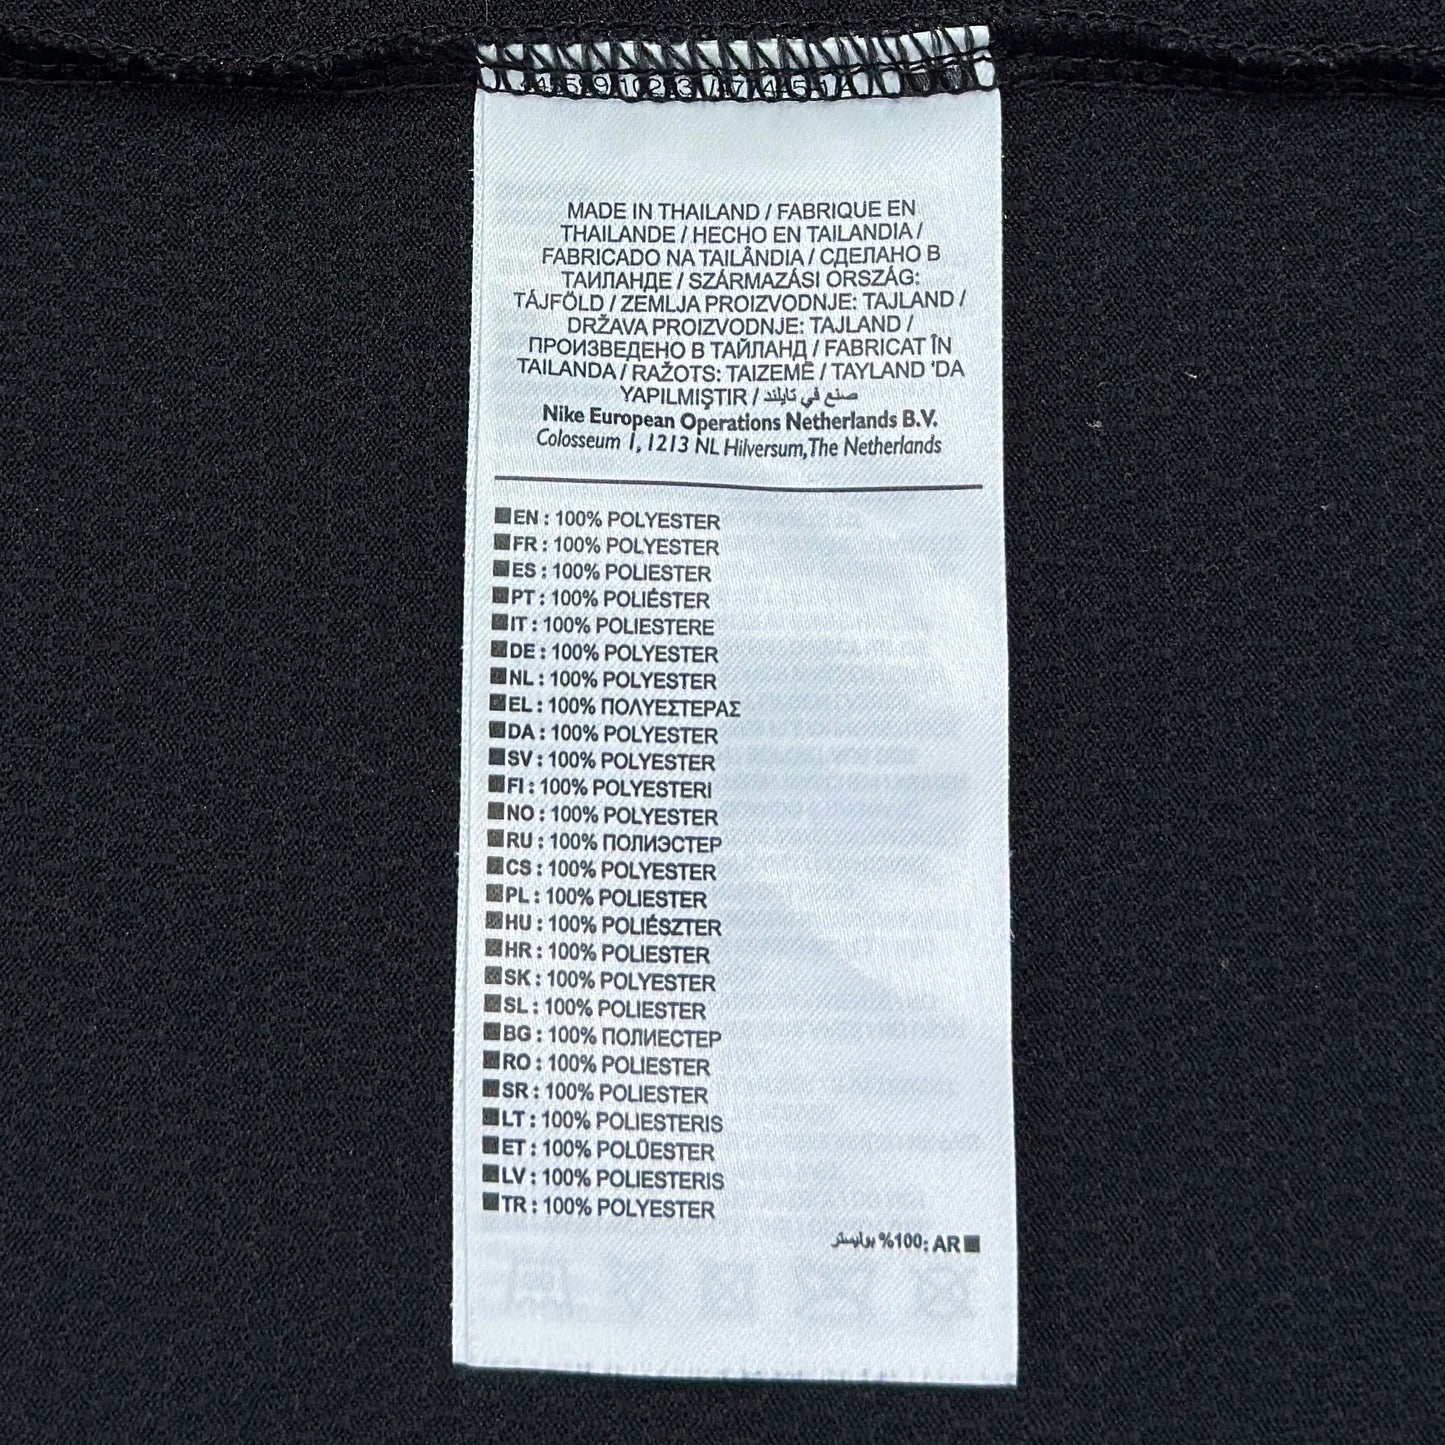 MADE IN THAILAND / FABRIQUE EN
THAILANDE / HECHO EN TAILANDIA /
FABRICADO NA TAILÂNDIA / СДЕЛАНО В
ТАИЛАНДЕ / SZÁRMAZÁSI ORSZÁG:
TÁJFÖLD / ZEMLJA PROIZVODNJE: TAJLAND /
DRŽAVA PROIZVODNJE: TAJLAND /
ПРОИЗВЕДЕНО В ТАЙЛАНД / FABRICAT ÎN
TAILANDA / RAŽOTS: TAIZEMĒ / TAYLAND 'DA
YAPILMIŞTIR / صنع في تايلند
Nike European Operations Netherlands B.V.
Colosseum 1, 1213 NL Hilversum, The Netherlands
EN : 100% POLYESTER
FR : 100% POLYESTER
ES : 100% POLIESTER
PT : 100% POLIÉSTER
IT : 100% POLIESTERE
DE : 100% POLYESTER
NL : 100% POLYESTER
EL : 100% ΠΟΛΥΕΣΤΕΡΑΣ
DA : 100% POLYESTER
SV : 100% POLYESTER
FI : 100% POLYESTERI
NO : 100% POLYESTER
RU : 100% ПОЛИЭСТЕР
CS : 100% POLYESTER
PL : 100% POLIESTER
HU : 100% POLIÉSZTER
HR : 100% POLIESTER
SK : 100% POLYESTER
SL : 100% POLIESTER
BG : 100% ПОЛИЕСТЕР
RO : 100% POLIESTER
SR : 100% POLIESTER
LT : 100% POLIESTERIS
ET : 100% POLÜESTER
LV : 100% POLIESTERIS
TR : 100% POLYESTER
AR :100% بوليستر